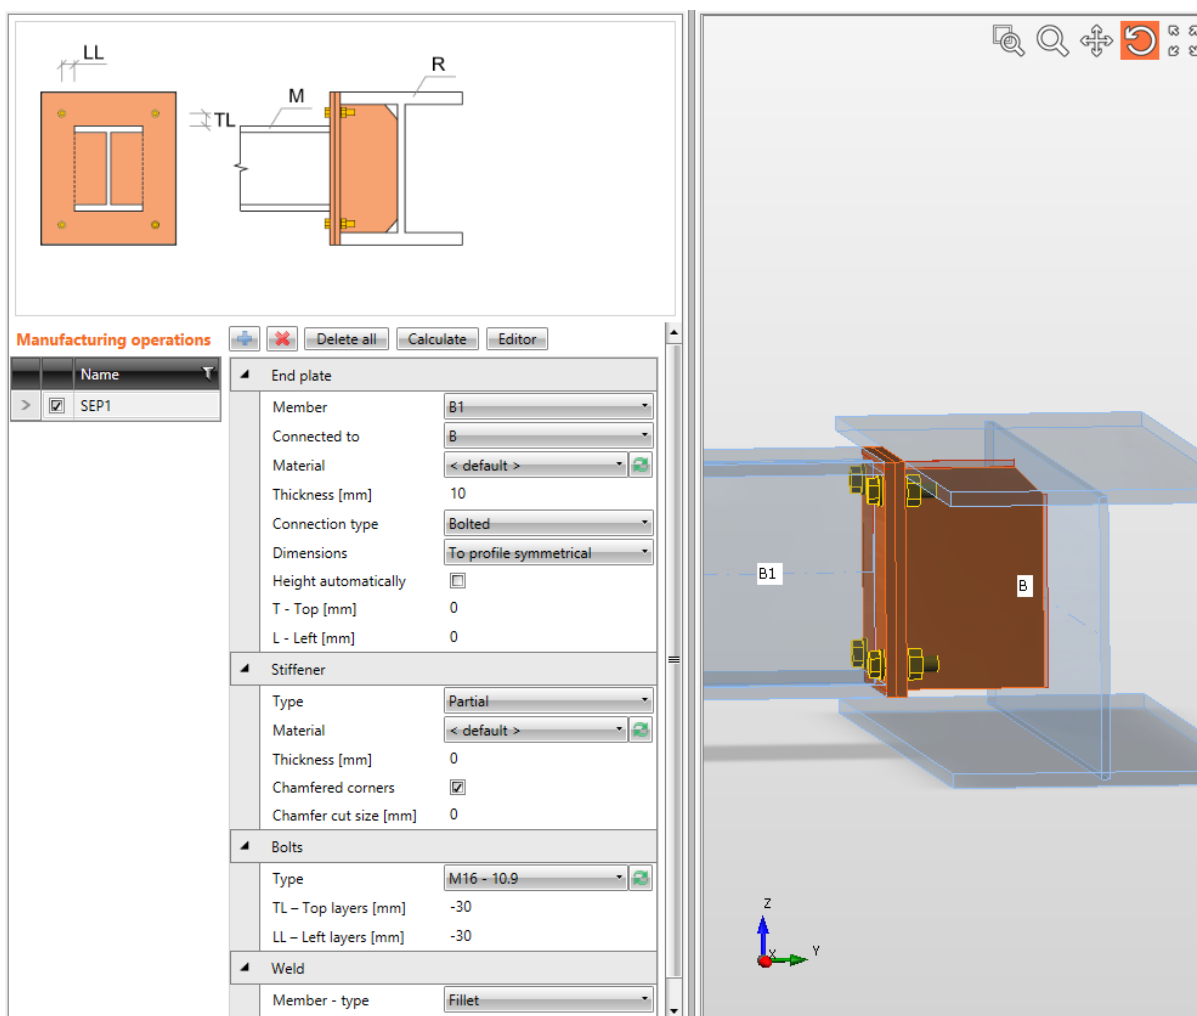 LL
R
M
TL
Manufacturing operations
Delete all Calculate Editor
Name
SEP1
End plate
Member B1
Connected to B
Material < default >
Thickness [mm] 10
Connection type Bolted
Dimensions To profile symmetrical
Height automatically
T - Top [mm] 0
L - Left [mm] 0
Stiffener
Type Partial
Material < default >
Thickness [mm] 0
Chamfered corners
Chamfer cut size [mm] 0
Bolts
Type M16 - 10.9
TL – Top layers [mm] -30
LL – Left layers [mm] -30
Weld
Member - type Fillet
B1
B
Z
X
Y